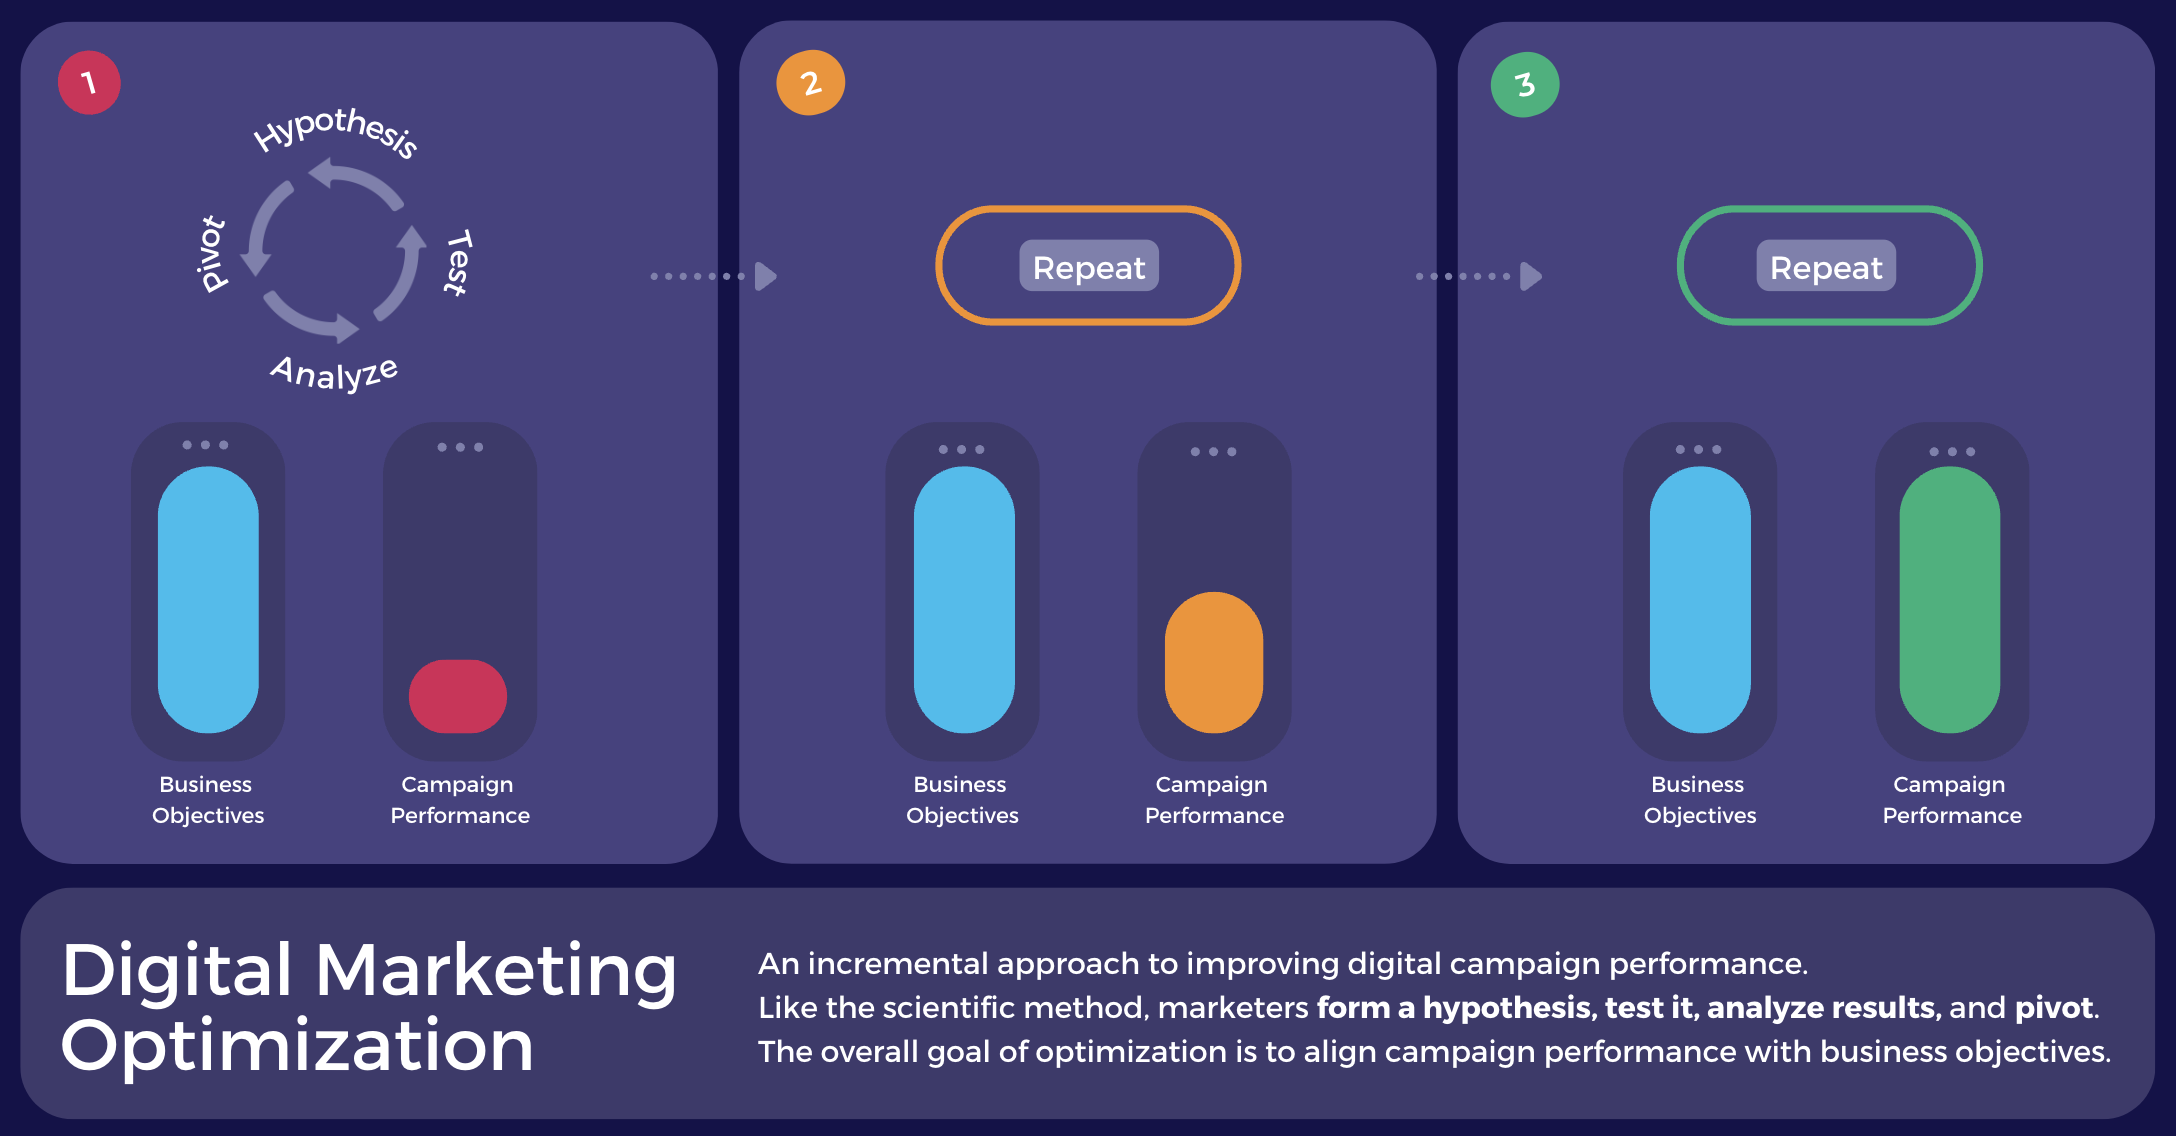 1
Hypothesis
Test
Analyze
Pivot
Business
Objectives
Campaign
Performance
2
Repeat
Business
Objectives
Campaign
Performance
3
Repeat
Business
Objectives
Campaign
Performance
Digital Marketing
Optimization
An incremental approach to improving digital campaign performance.
Like the scientific method, marketers form a hypothesis, test it, analyze results, and pivot.
The overall goal of optimization is to align campaign performance with business objectives.